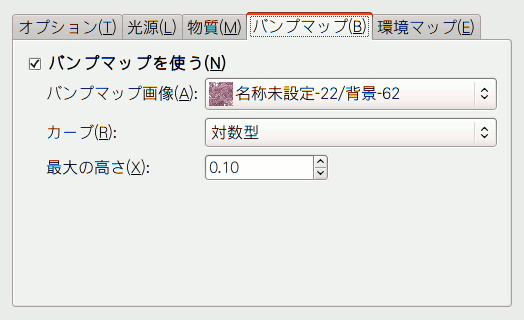 オプション(T) 光源(L) 物質(M) バンプマップ(B) 環境マップ(E)
バンプマップを使う(N)
バンプマップ画像(A): 名称未設定-22/背景-62
カーブ(R): 対数型
最大の高さ(X): 0.10